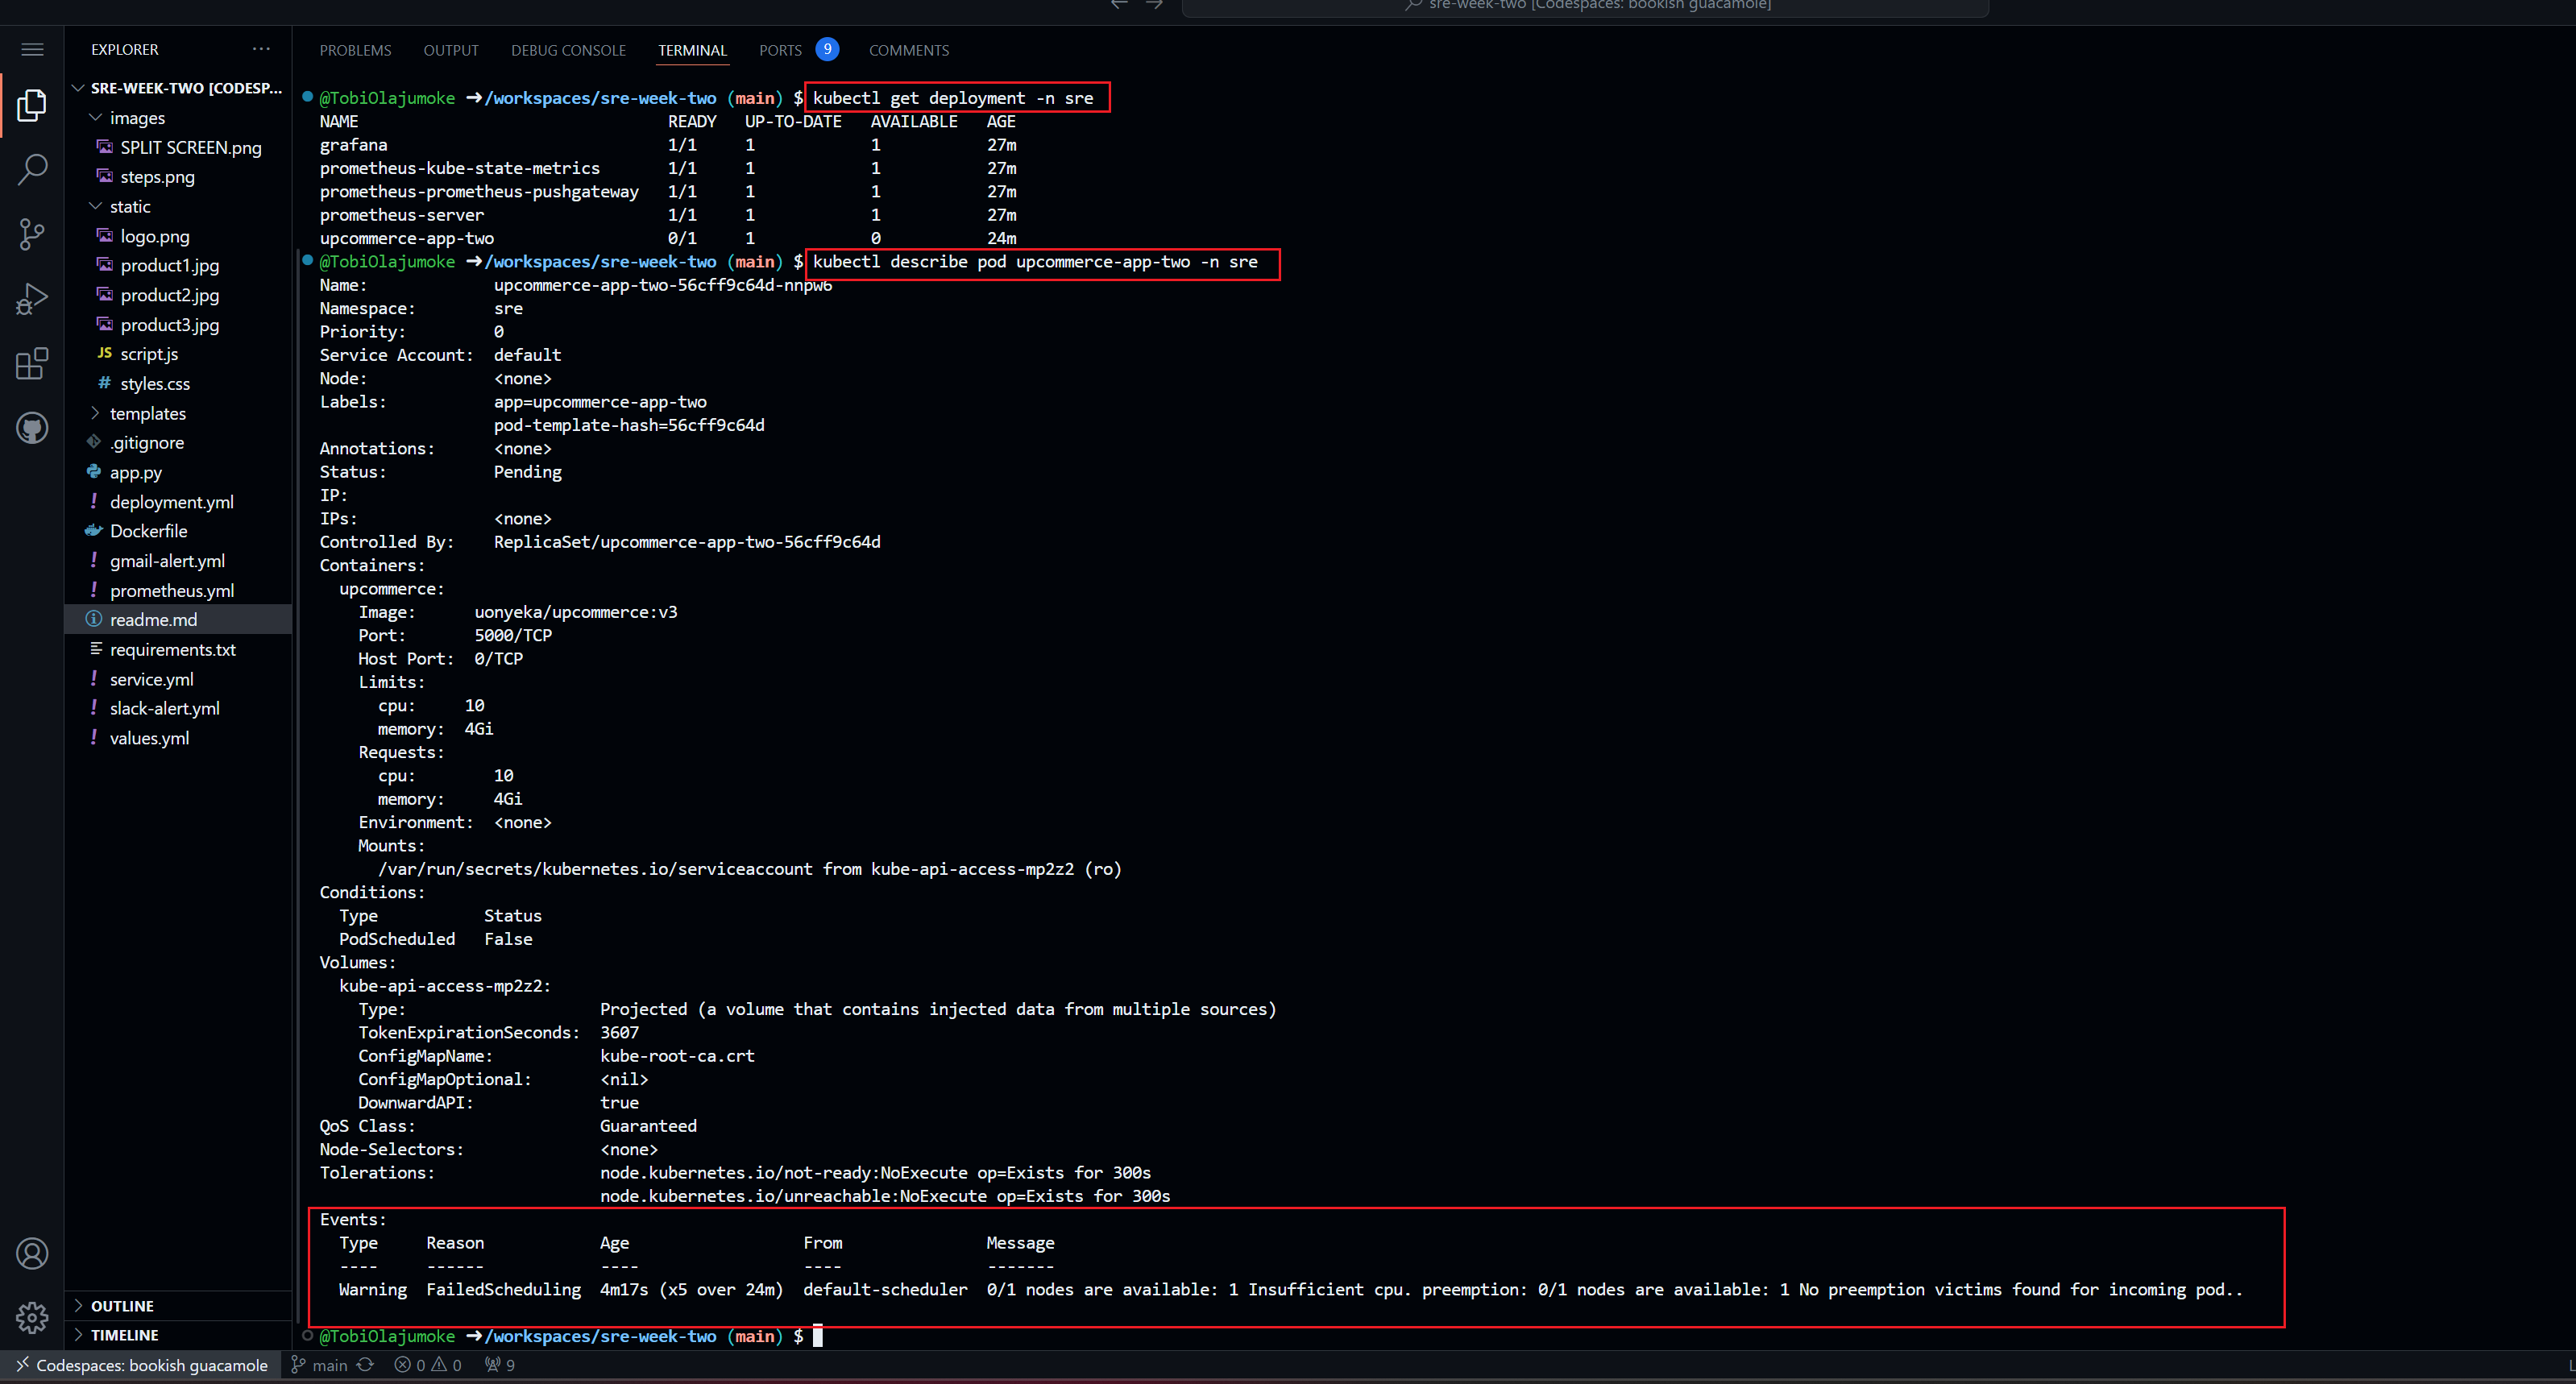 sre-week-two [Codespaces: bookish guacamole]
EXPLORER
SRE-WEEK-TWO [CODESP...
images
SPLIT SCREEN.png
steps.png
static
logo.png
product1.jpg
product2.jpg
product3.jpg
JS script.js
# styles.css
templates
.gitignore
app.py
! deployment.yml
Dockerfile
! gmail-alert.yml
! prometheus.yml
readme.md
requirements.txt
! service.yml
! slack-alert.yml
! values.yml
OUTLINE
TIMELINE
PROBLEMS OUTPUT DEBUG CONSOLE TERMINAL PORTS 9 COMMENTS
@TobiOlajumoke ➜/workspaces/sre-week-two (main) $ kubectl get deployment -n sre
NAME READY UP-TO-DATE AVAILABLE AGE
grafana 1/1 1 1 27m
prometheus-kube-state-metrics 1/1 1 1 27m
prometheus-prometheus-pushgateway 1/1 1 1 27m
prometheus-server 1/1 1 1 27m
upcommerce-app-two 0/1 1 0 24m
@TobiOlajumoke ➜/workspaces/sre-week-two (main) $ kubectl describe pod upcommerce-app-two -n sre
Name: upcommerce-app-two-56cff9c64d-nnpw6
Namespace: sre
Priority: 0
Service Account: default
Node: <none>
Labels: app=upcommerce-app-two
pod-template-hash=56cff9c64d
Annotations: <none>
Status: Pending
IP:
IPs: <none>
Controlled By: ReplicaSet/upcommerce-app-two-56cff9c64d
Containers:
upcommerce:
Image: uonyeka/upcommerce:v3
Port: 5000/TCP
Host Port: 0/TCP
Limits:
cpu: 10
memory: 4Gi
Requests:
cpu: 10
memory: 4Gi
Environment: <none>
Mounts:
/var/run/secrets/kubernetes.io/serviceaccount from kube-api-access-mp2z2 (ro)
Conditions:
Type Status
PodScheduled False
Volumes:
kube-api-access-mp2z2:
Type: Projected (a volume that contains injected data from multiple sources)
TokenExpirationSeconds: 3607
ConfigMapName: kube-root-ca.crt
ConfigMapOptional: <nil>
DownwardAPI: true
QoS Class: Guaranteed
Node-Selectors: <none>
Tolerations: node.kubernetes.io/not-ready:NoExecute op=Exists for 300s
node.kubernetes.io/unreachable:NoExecute op=Exists for 300s
Events:
Type Reason Age From Message
---- ------ ---- ---- -------
Warning FailedScheduling 4m17s (x5 over 24m) default-scheduler 0/1 nodes are available: 1 Insufficient cpu. preemption: 0/1 nodes are available: 1 No preemption victims found for incoming pod..
@TobiOlajumoke ➜/workspaces/sre-week-two (main) $
Codespaces: bookish guacamole main 0 0 9 L